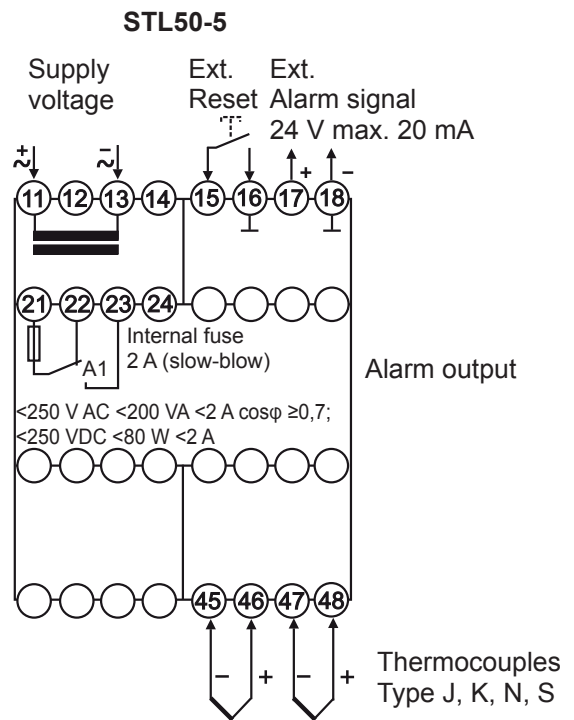 STL50-5
Supply voltage
Ext. Reset
Ext. Alarm signal
24 V max. 20 mA
+ ~
− ~
+
−
11 12 13 14 15 16 17 18
21 22 23 24
Internal fuse
2 A (slow-blow)
A1
Alarm output
<250 V AC <200 VA <2 A cosφ ≥0,7;
<250 VDC <80 W <2 A
45 46 47 48
− + − +
Thermocouples
Type J, K, N, S